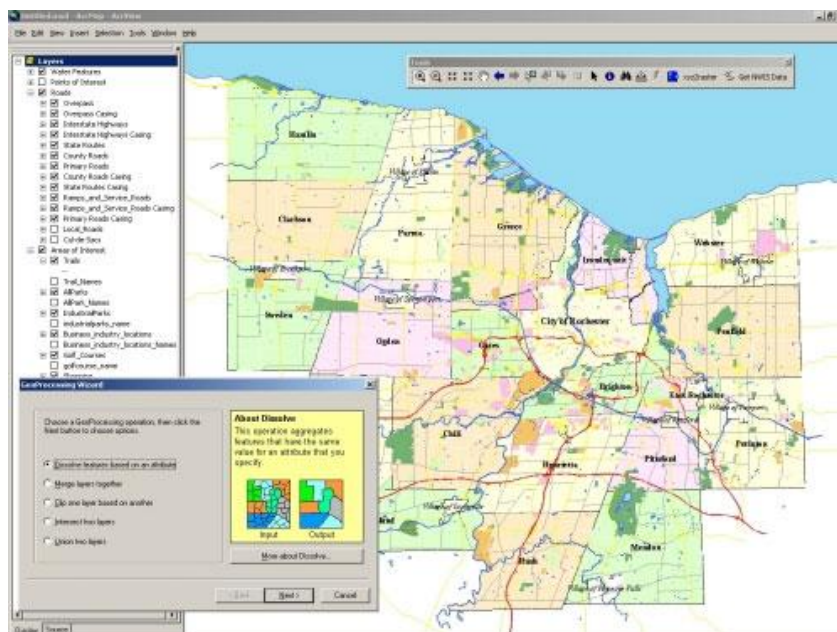 Untitled.mxd - ArcMap - ArcView
File Edit View Insert Selection Tools Window Help
Layers
Water Features
Points of Interest
Roads
Overpass
Overpass Casing
Interstate Highways
Interstate Highways Casing
State Routes
County Roads
Primary Roads
County Roads Casing
State Routes Casing
Ramps_and_Service_Roads
Ramps_and_Service_Roads Casing
Primary Roads Casing
Local_Roads
Cul-de-Sacs
Areas of Interest
Trails
Trail_Names
AllParks
AllPark_Names
IndustrialParks
industrialparks_name
Business_industry_locations
Business_industry_locations_Names
Golf_Courses
golfcourse_name
Tools
Get NWIS Data
Hamlin
Clarkson
Parma
Greece
Irondequoit
Webster
Sweden
Ogden
Gates
City of Rochester
Penfield
Brighton
East Rochester
Chili
Henrietta
Pittsford
Perinton
Rush
Mendon
GeoProcessing Wizard
Choose a GeoProcessing operation, then click the
Next button to choose options.
Dissolve features based on an attribute
Merge layers together
Clip one layer based on another
Intersect two layers
Union two layers
About Dissolve
This operation aggregates
features that have the same
value for an attribute that you
specify.
Input
Output
More about Dissolve...
< Back
Next >
Cancel
Display
Source